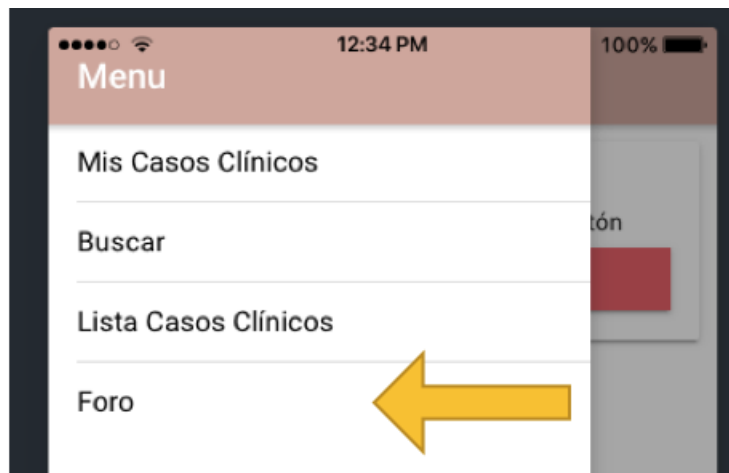 12:34 PM 100%
Menu
Mis Casos Clínicos
tón
Buscar
Lista Casos Clínicos
Foro